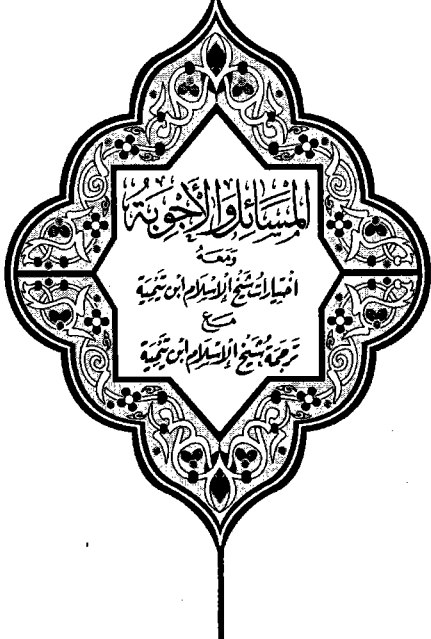 المسائل والأجوبة
ومعه
اختيارات شيخ الإسلام ابن تيمية
مع
ترجمة شيخ الإسلام ابن تيمية